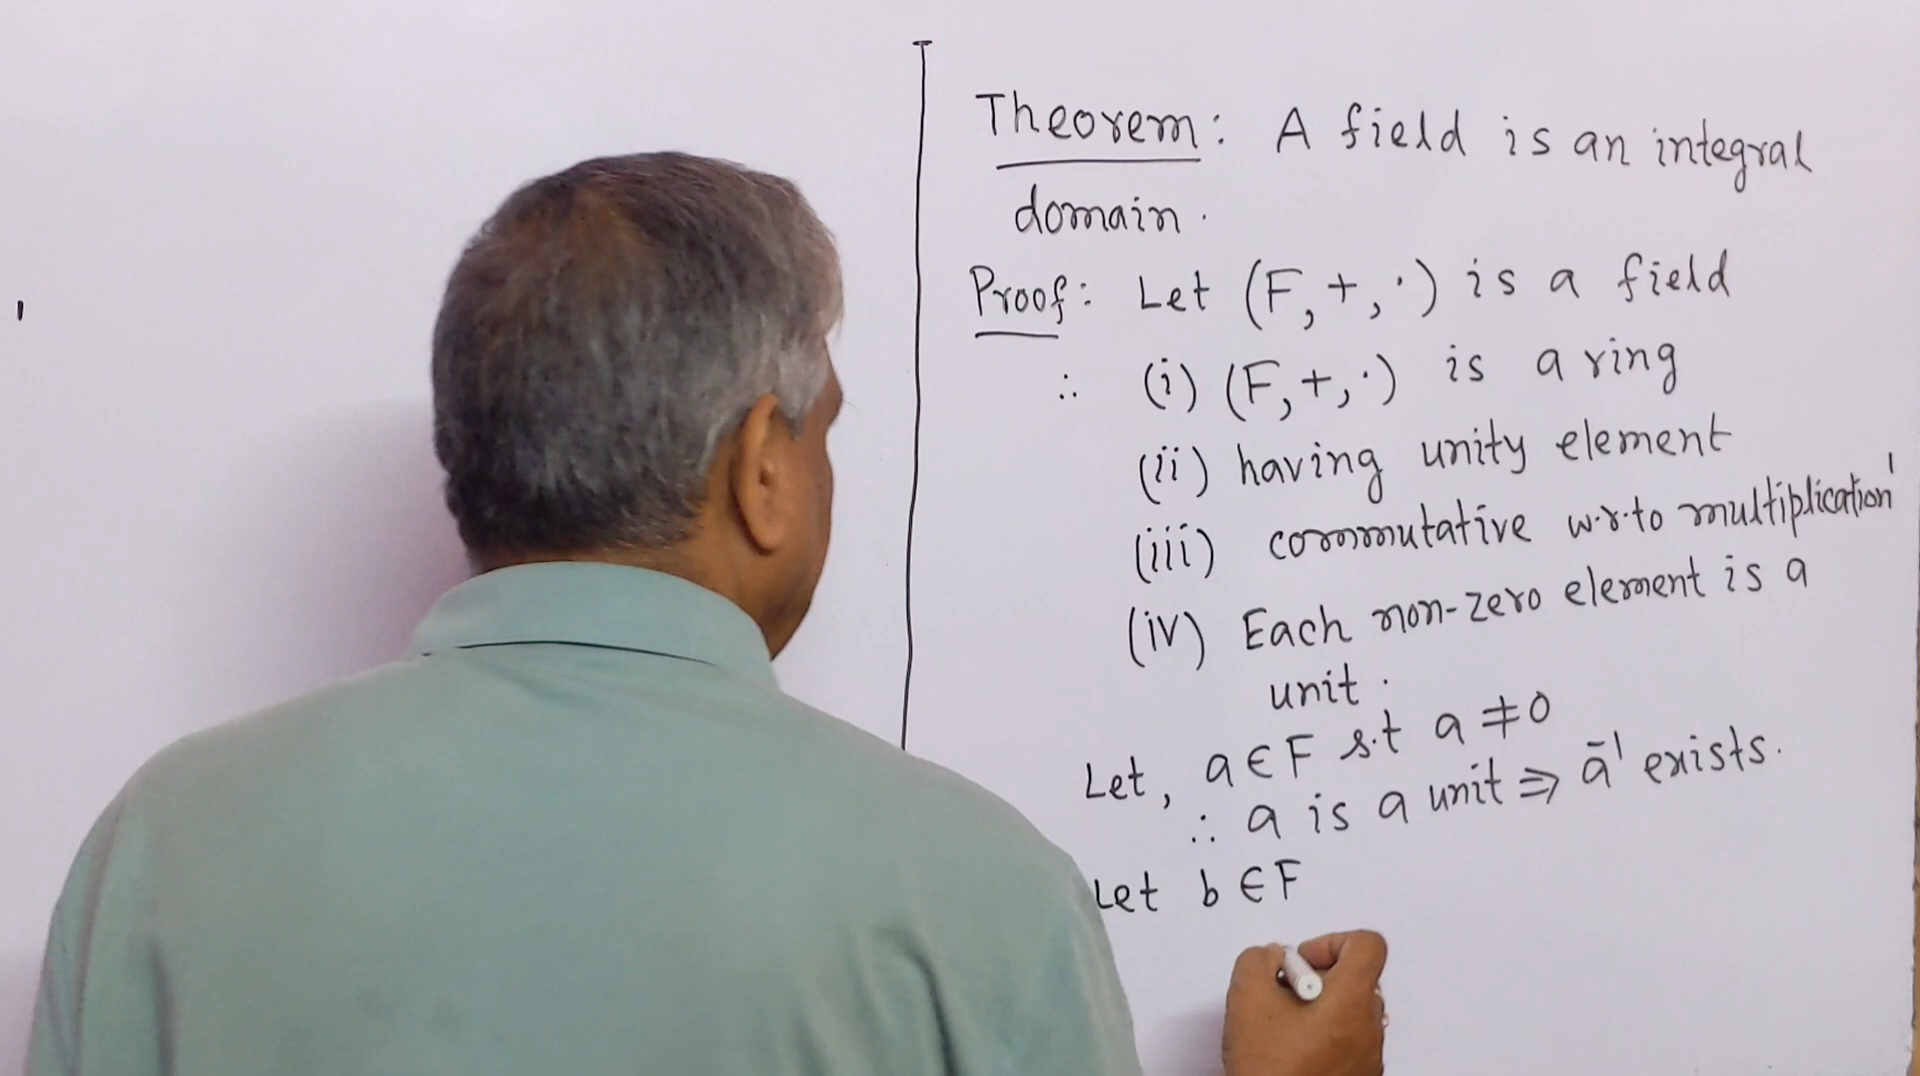 Theorem: A field is an integral
domain.
Proof: Let (F, +, ·) is a field
∴ (i) (F, +, ·) is a ring
(ii) having unity element
(iii) commutative w.r.to multiplication
(iv) Each non-zero element is a
unit.
Let, a ∈ F s.t a ≠ 0
∴ a is a unit ⇒ a⁻¹ exists.
Let b ∈ F